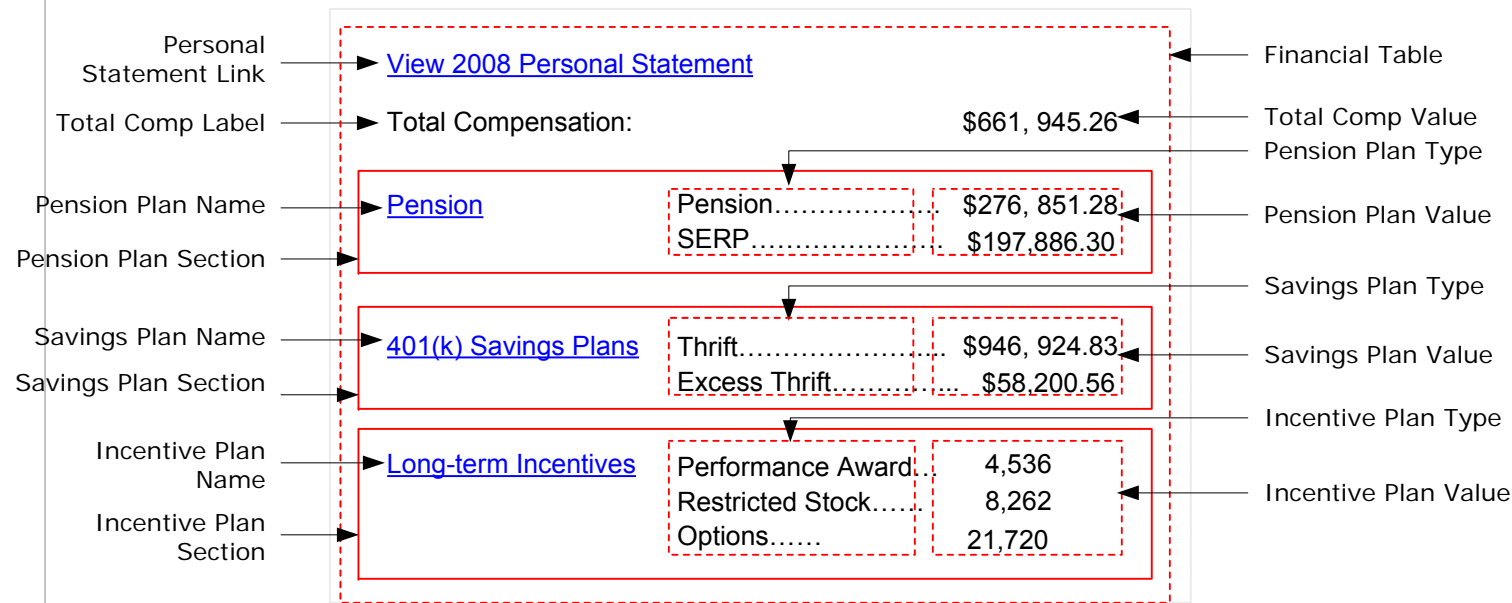 Personal
Statement Link
View 2008 Personal Statement
Financial Table
Total Comp Label
Total Compensation:
$661, 945.26
Total Comp Value
Pension Plan Type
Pension Plan Name
Pension
Pension………………. $276, 851.28
Pension Plan Value
SERP…………………. $197,886.30
Pension Plan Section
Savings Plan Type
Savings Plan Name
401(k) Savings Plans
Thrift………………….. $946, 924.83
Savings Plan Value
Savings Plan Section
Excess Thrift………….. $58,200.56
Incentive Plan Type
Incentive Plan
Name
Long-term Incentives
Performance Award… 4,536
Restricted Stock…… 8,262
Incentive Plan Value
Incentive Plan
Section
Options…… 21,720